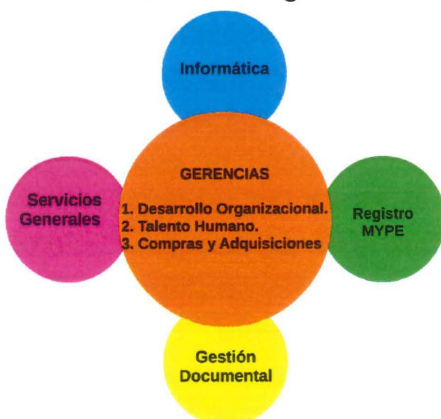 Informática
GERENCIAS
1. Desarrollo Organizacional.
2. Talento Humano.
3. Compras y Adquisiciones
Servicios
Generales
Registro
MYPE
Gestión
Documental